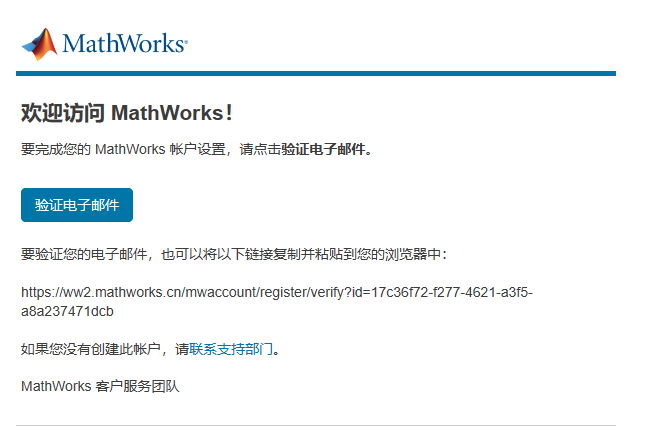 MathWorks®
欢迎访问 MathWorks！
要完成您的 MathWorks 帐户设置，请点击验证电子邮件。
验证电子邮件
要验证您的电子邮件，也可以将以下链接复制并粘贴到您的浏览器中：
https://ww2.mathworks.cn/mwaccount/register/verify?id=17c36f72-f277-4621-a3f5-
a8a237471dcb
如果您没有创建此帐户，请联系支持部门。
MathWorks 客户服务团队